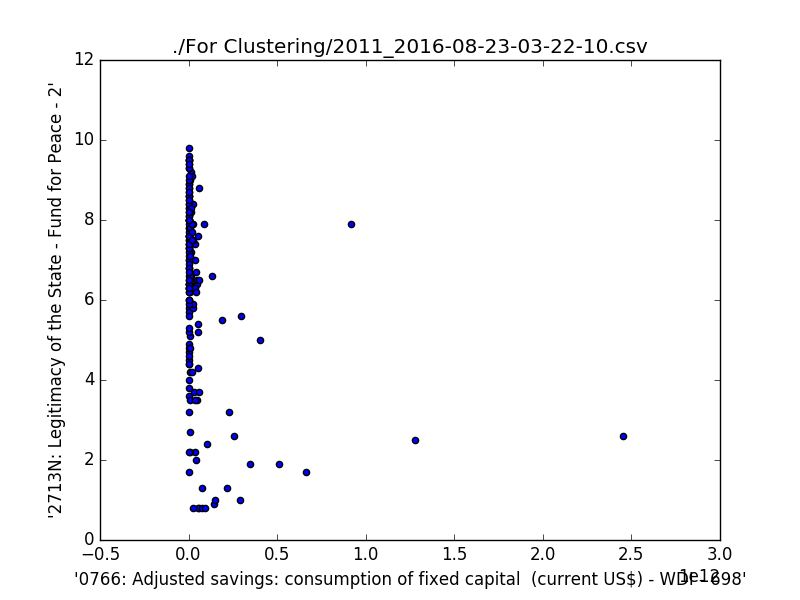 ./For Clustering/2011_2016-08-23-03-22-10.csv
12
10
8
6
4
2
0
'2713N: Legitimacy of the State - Fund for Peace - 2'
−0.5 0.0 0.5 1.0 1.5 2.0 2.5 3.0
1e12
'0766: Adjusted savings: consumption of fixed capital (current US$) - WDI - 698'